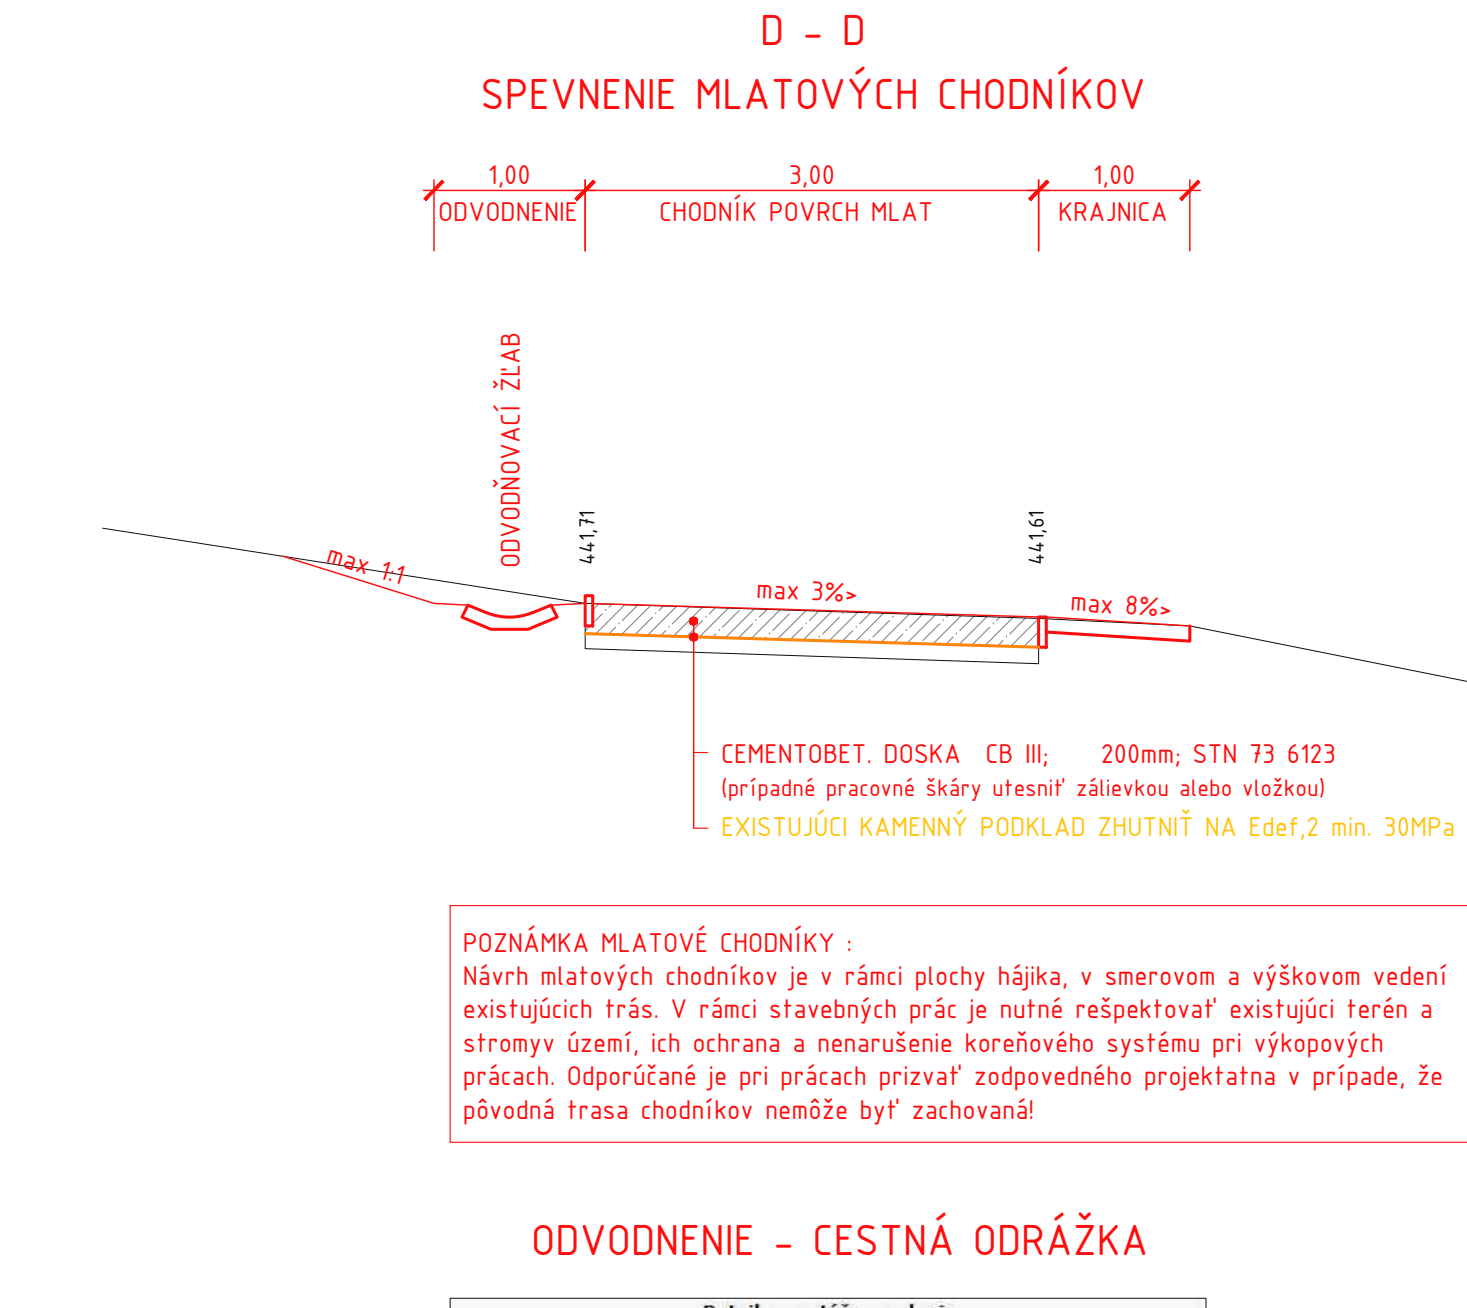 D - D
SPEVNENIE MLATOVÝCH CHODNÍKOV
1,00 3,00 1,00
ODVODNENIE CHODNÍK POVRCH MLAT KRAJNICA
ODVODŇOVACÍ ŽĽAB
441,71
441,61
max 1:1
max 3%>
max 8%>
CEMENTOBET. DOSKA CB III; 200mm; STN 73 6123
(prípadné pracovné škáry utesniť zálievkou alebo vložkou)
EXISTUJÚCI KAMENNÝ PODKLAD ZHUTNIŤ NA Edef,2 min. 30MPa
POZNÁMKA MLATOVÉ CHODNÍKY :
Návrh mlatových chodníkov je v rámci plochy hájika, v smerovom a výškovom vedení
existujúcich trás. V rámci stavebných prác je nutné rešpektovať existujúci terén a
stromyv území, ich ochrana a nenarušenie koreňového systému pri výkopových
prácach. Odporúčané je pri prácach prizvať zodpovedného projektatna v prípade, že
pôvodná trasa chodníkov nemôže byť zachovaná!
ODVODNENIE - CESTNÁ ODRÁŽKA